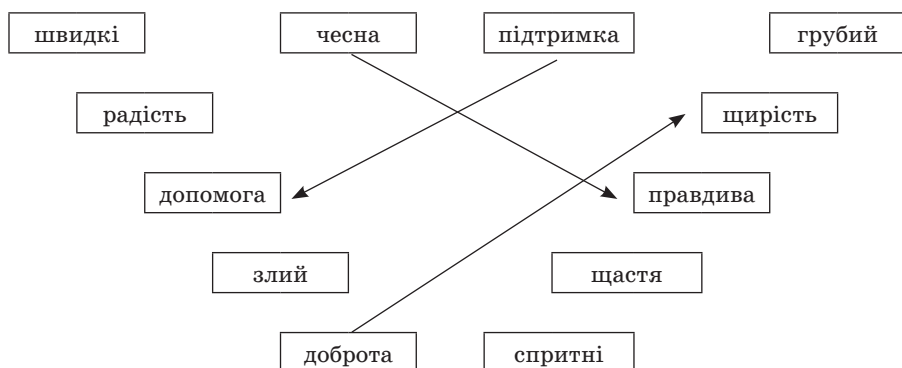 швидкі чесна підтримка грубий
радість щирість
допомога правдива
злий щастя
доброта спритні